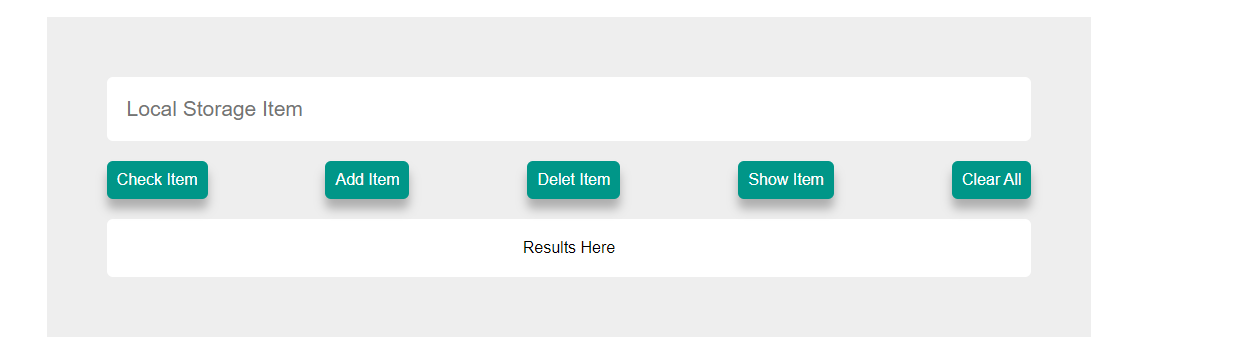 Local Storage Item
Check Item Add Item Delet Item Show Item Clear All
Results Here